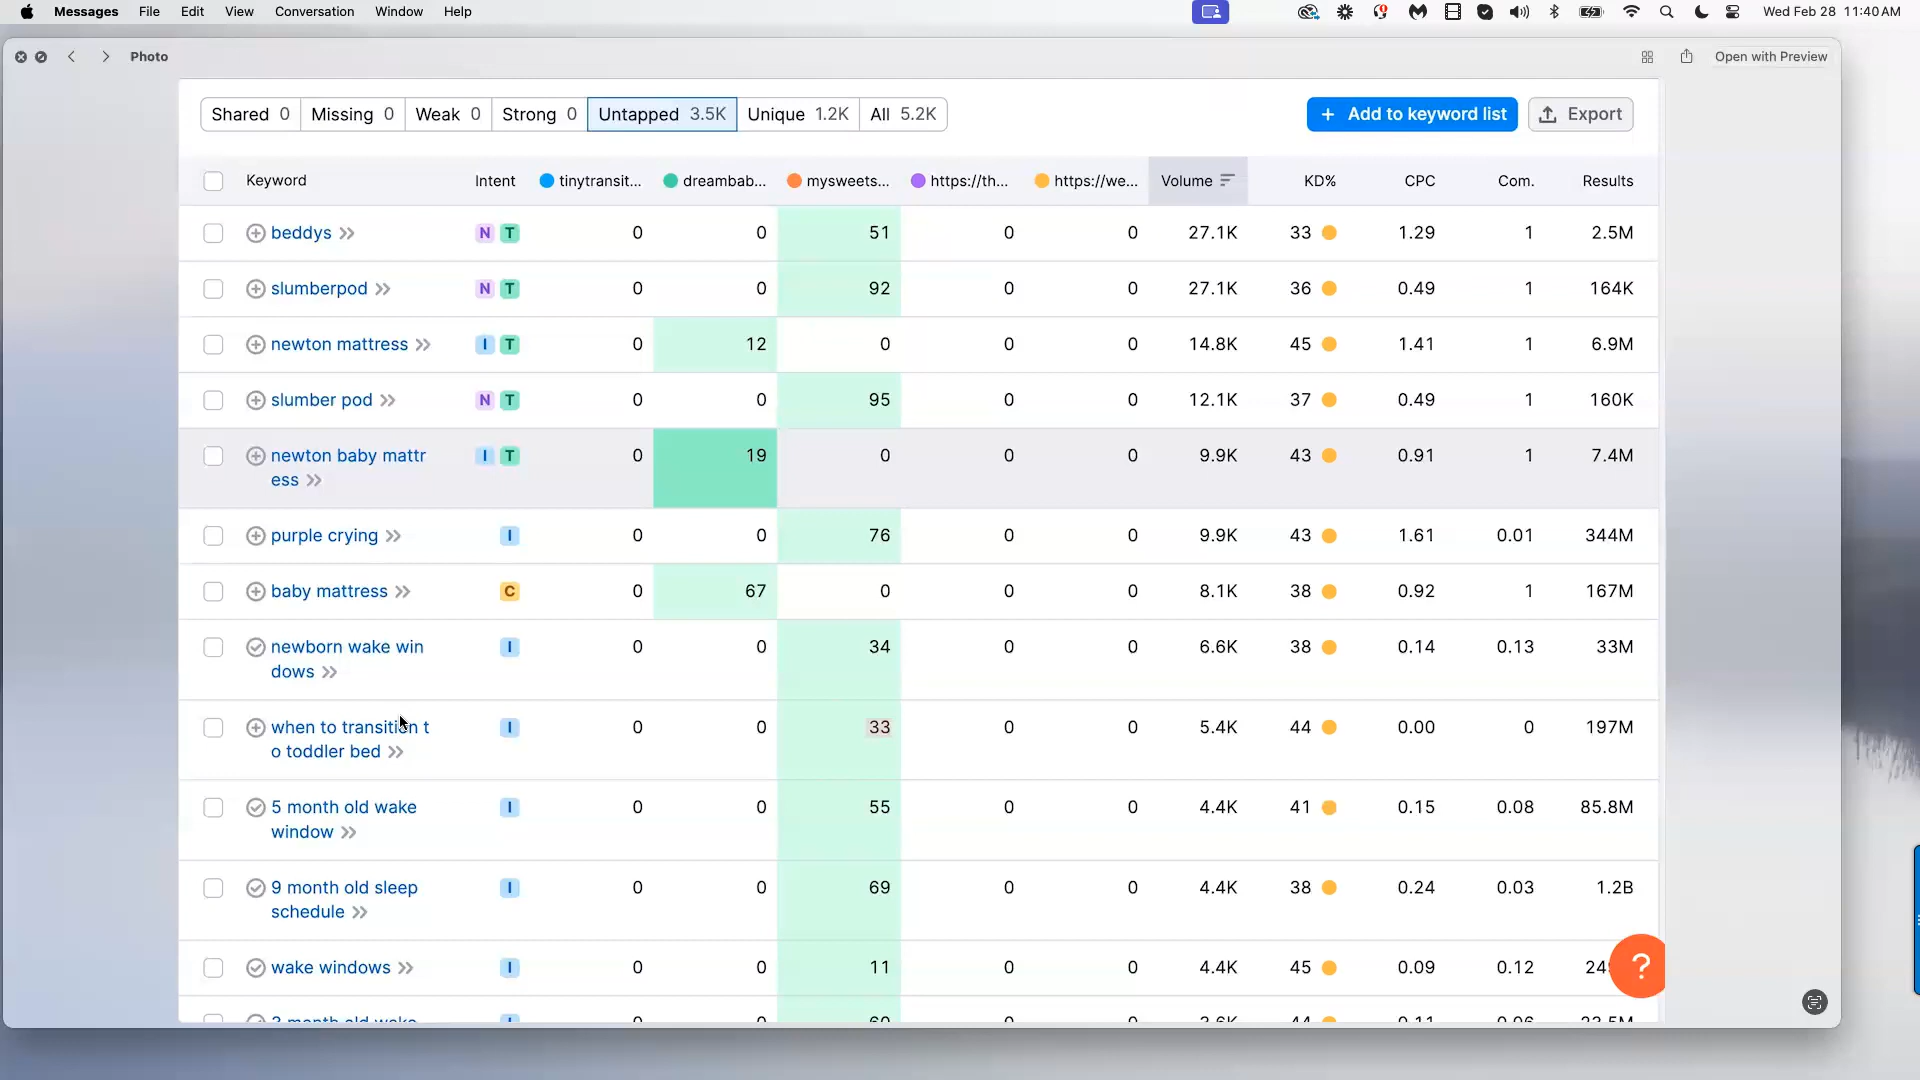 Messages File Edit View Conversation Window Help Wed Feb 28 11:40 AM
Photo Open with Preview
Shared 0 Missing 0 Weak 0 Strong 0 Untapped 3.5K Unique 1.2K All 5.2K + Add to keyword list Export
Keyword Intent tinytransit... dreambab... mysweets... https://th... https://we... Volume KD% CPC Com. Results
beddys N T 0 0 51 0 0 27.1K 33 1.29 1 2.5M
slumberpod N T 0 0 92 0 0 27.1K 36 0.49 1 164K
newton mattress I T 0 12 0 0 0 14.8K 45 1.41 1 6.9M
slumber pod N T 0 0 95 0 0 12.1K 37 0.49 1 160K
newton baby mattr I T 0 19 0 0 0 9.9K 43 0.91 1 7.4M
ess
purple crying I 0 0 76 0 0 9.9K 43 1.61 0.01 344M
baby mattress C 0 67 0 0 0 8.1K 38 0.92 1 167M
newborn wake win I 0 0 34 0 0 6.6K 38 0.14 0.13 33M
dows
when to transition t I 0 0 33 0 0 5.4K 44 0.00 0 197M
o toddler bed
5 month old wake I 0 0 55 0 0 4.4K 41 0.15 0.08 85.8M
window
9 month old sleep I 0 0 69 0 0 4.4K 38 0.24 0.03 1.2B
schedule
wake windows I 0 0 11 0 0 4.4K 45 0.09 0.12 24
?